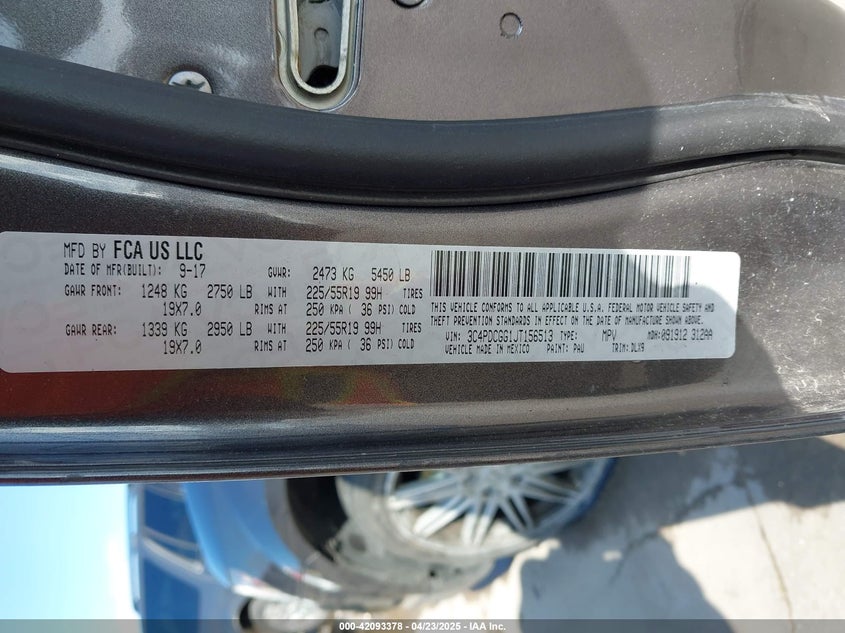 MFD BY FCA US LLC
DATE OF MFR(BUILT): 9-17 GVWR: 2473 KG 5450 LB
GAWR FRONT: 1248 KG 2750 LB WITH 225/55R19 99H TIRES
19X7.0 RIMS AT 250 KPA ( 36 PSI) COLD
GAWR REAR: 1339 KG 2950 LB WITH 225/55R19 99H TIRES
19X7.0 RIMS AT 250 KPA ( 36 PSI) COLD
THIS VEHICLE CONFORMS TO ALL APPLICABLE U.S.A. FEDERAL MOTOR VEHICLE SAFETY AND
THEFT PREVENTION STANDARDS IN EFFECT ON THE DATE OF MANUFACTURE SHOWN ABOVE.
VIN: 3C4PDCGG1JT156513 TYPE: MPV MDH: 091912 312AA
VEHICLE MADE IN MEXICO PAINT: PAU TRIM: DLX9
000-42093378 - 04/23/2025 - IAA Inc.